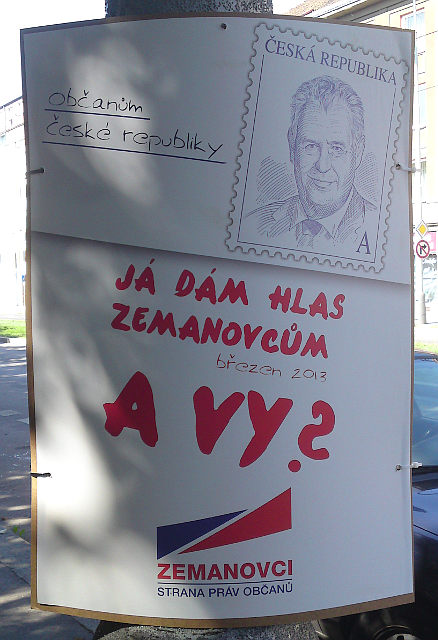 občanům
české republiky
ČESKÁ REPUBLIKA
A
JÁ DÁM HLAS
ZEMANOVCŮM
březen 2013
A VY?
ZEMANOVCI
STRANA PRÁV OBČANŮ